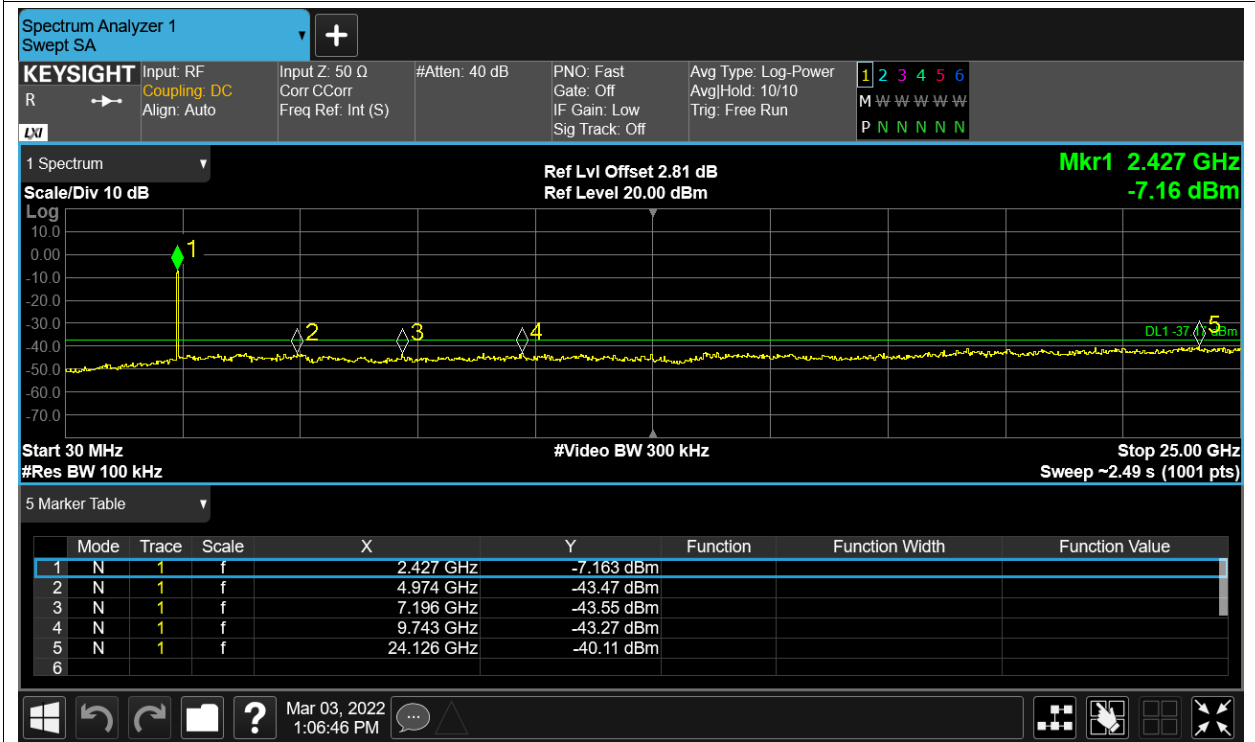 Spectrum Analyzer 1
Swept SA
+
KEYSIGHT
R
LXI
Input: RF
Coupling: DC
Align: Auto
Input Z: 50 Ω
Corr CCorr
Freq Ref: Int (S)
#Atten: 40 dB
PNO: Fast
Gate: Off
IF Gain: Low
Sig Track: Off
Avg Type: Log-Power
Avg|Hold: 10/10
Trig: Free Run
1 2 3 4 5 6
M W W W W W
P N N N N N
1 Spectrum
Scale/Div 10 dB
Ref Lvl Offset 2.81 dB
Ref Level 20.00 dBm
Mkr1 2.427 GHz
-7.16 dBm
Log
10.0
0.00
-10.0
-20.0
-30.0
-40.0
-50.0
-60.0
-70.0
1
2
3
4
5
DL1 -37.17 dBm
Start 30 MHz
#Res BW 100 kHz
#Video BW 300 kHz
Stop 25.00 GHz
Sweep ~2.49 s (1001 pts)
5 Marker Table
Mode Trace Scale X Y Function Function Width Function Value
1 N 1 f 2.427 GHz -7.163 dBm
2 N 1 f 4.974 GHz -43.47 dBm
3 N 1 f 7.196 GHz -43.55 dBm
4 N 1 f 9.743 GHz -43.27 dBm
5 N 1 f 24.126 GHz -40.11 dBm
6
?
Mar 03, 2022
1:06:46 PM